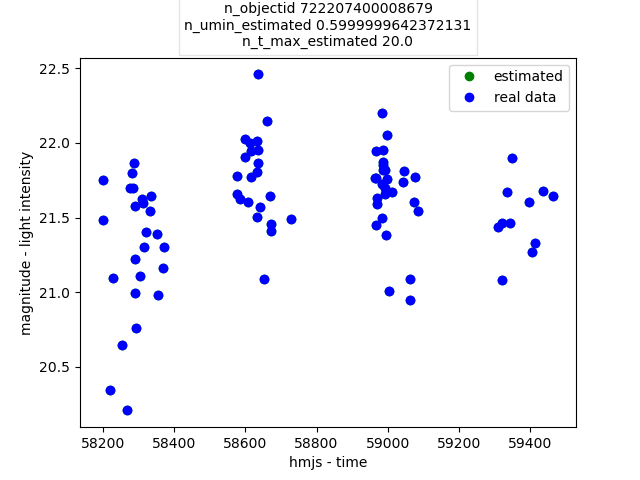 n_objectid 722207400008679
n_umin_estimated 0.5999999642372131
n_t_max_estimated 20.0
22.5
22.0
21.5
21.0
20.5
magnitude - light intensity
estimated
real data
58200 58400 58600 58800 59000 59200 59400
hmjs - time